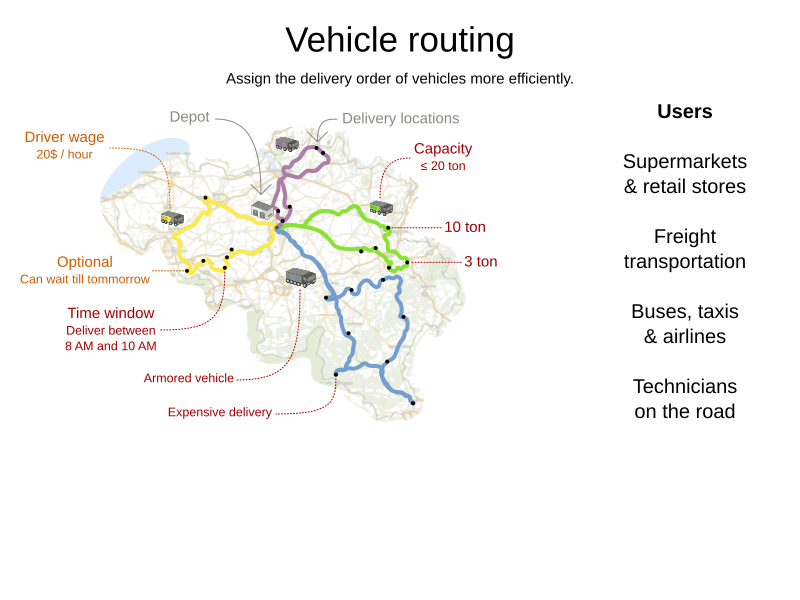 Vehicle routing
Assign the delivery order of vehicles more efficiently.
Depot
Delivery locations
Driver wage
20$ / hour
Capacity
≤ 20 ton
10 ton
3 ton
Optional
Can wait till tommorrow
Time window
Deliver between
8 AM and 10 AM
Armored vehicle
Expensive delivery
Users
Supermarkets
& retail stores
Freight
transportation
Buses, taxis
& airlines
Technicians
on the road